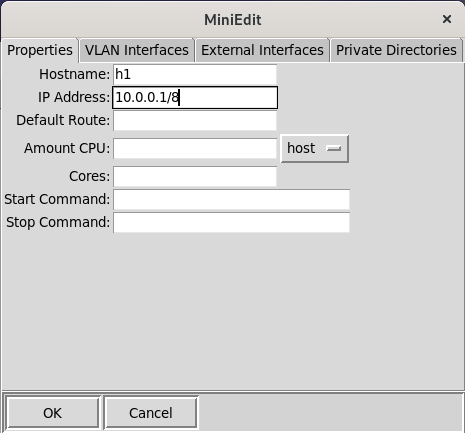 MiniEdit ×
Properties VLAN Interfaces External Interfaces Private Directories
Hostname: h1
IP Address: 10.0.0.1/8
Default Route:
Amount CPU: host
Cores:
Start Command:
Stop Command:
OK Cancel